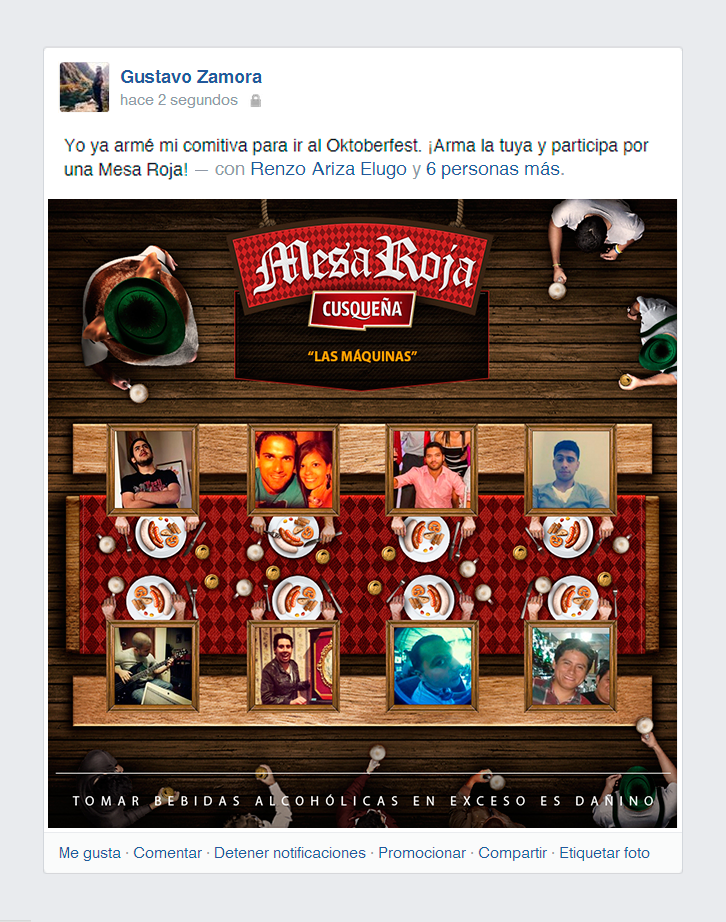 Gustavo Zamora
hace 2 segundos
Yo ya armé mi comitiva para ir al Oktoberfest. ¡Arma la tuya y participa por
una Mesa Roja! — con Renzo Ariza Elugo y 6 personas más.
Mesa Roja
CUSQUEÑA
“LAS MÁQUINAS”
TOMAR BEBIDAS ALCOHÓLICAS EN EXCESO ES DAÑINO
Me gusta · Comentar · Detener notificaciones · Promocionar · Compartir · Etiquetar foto